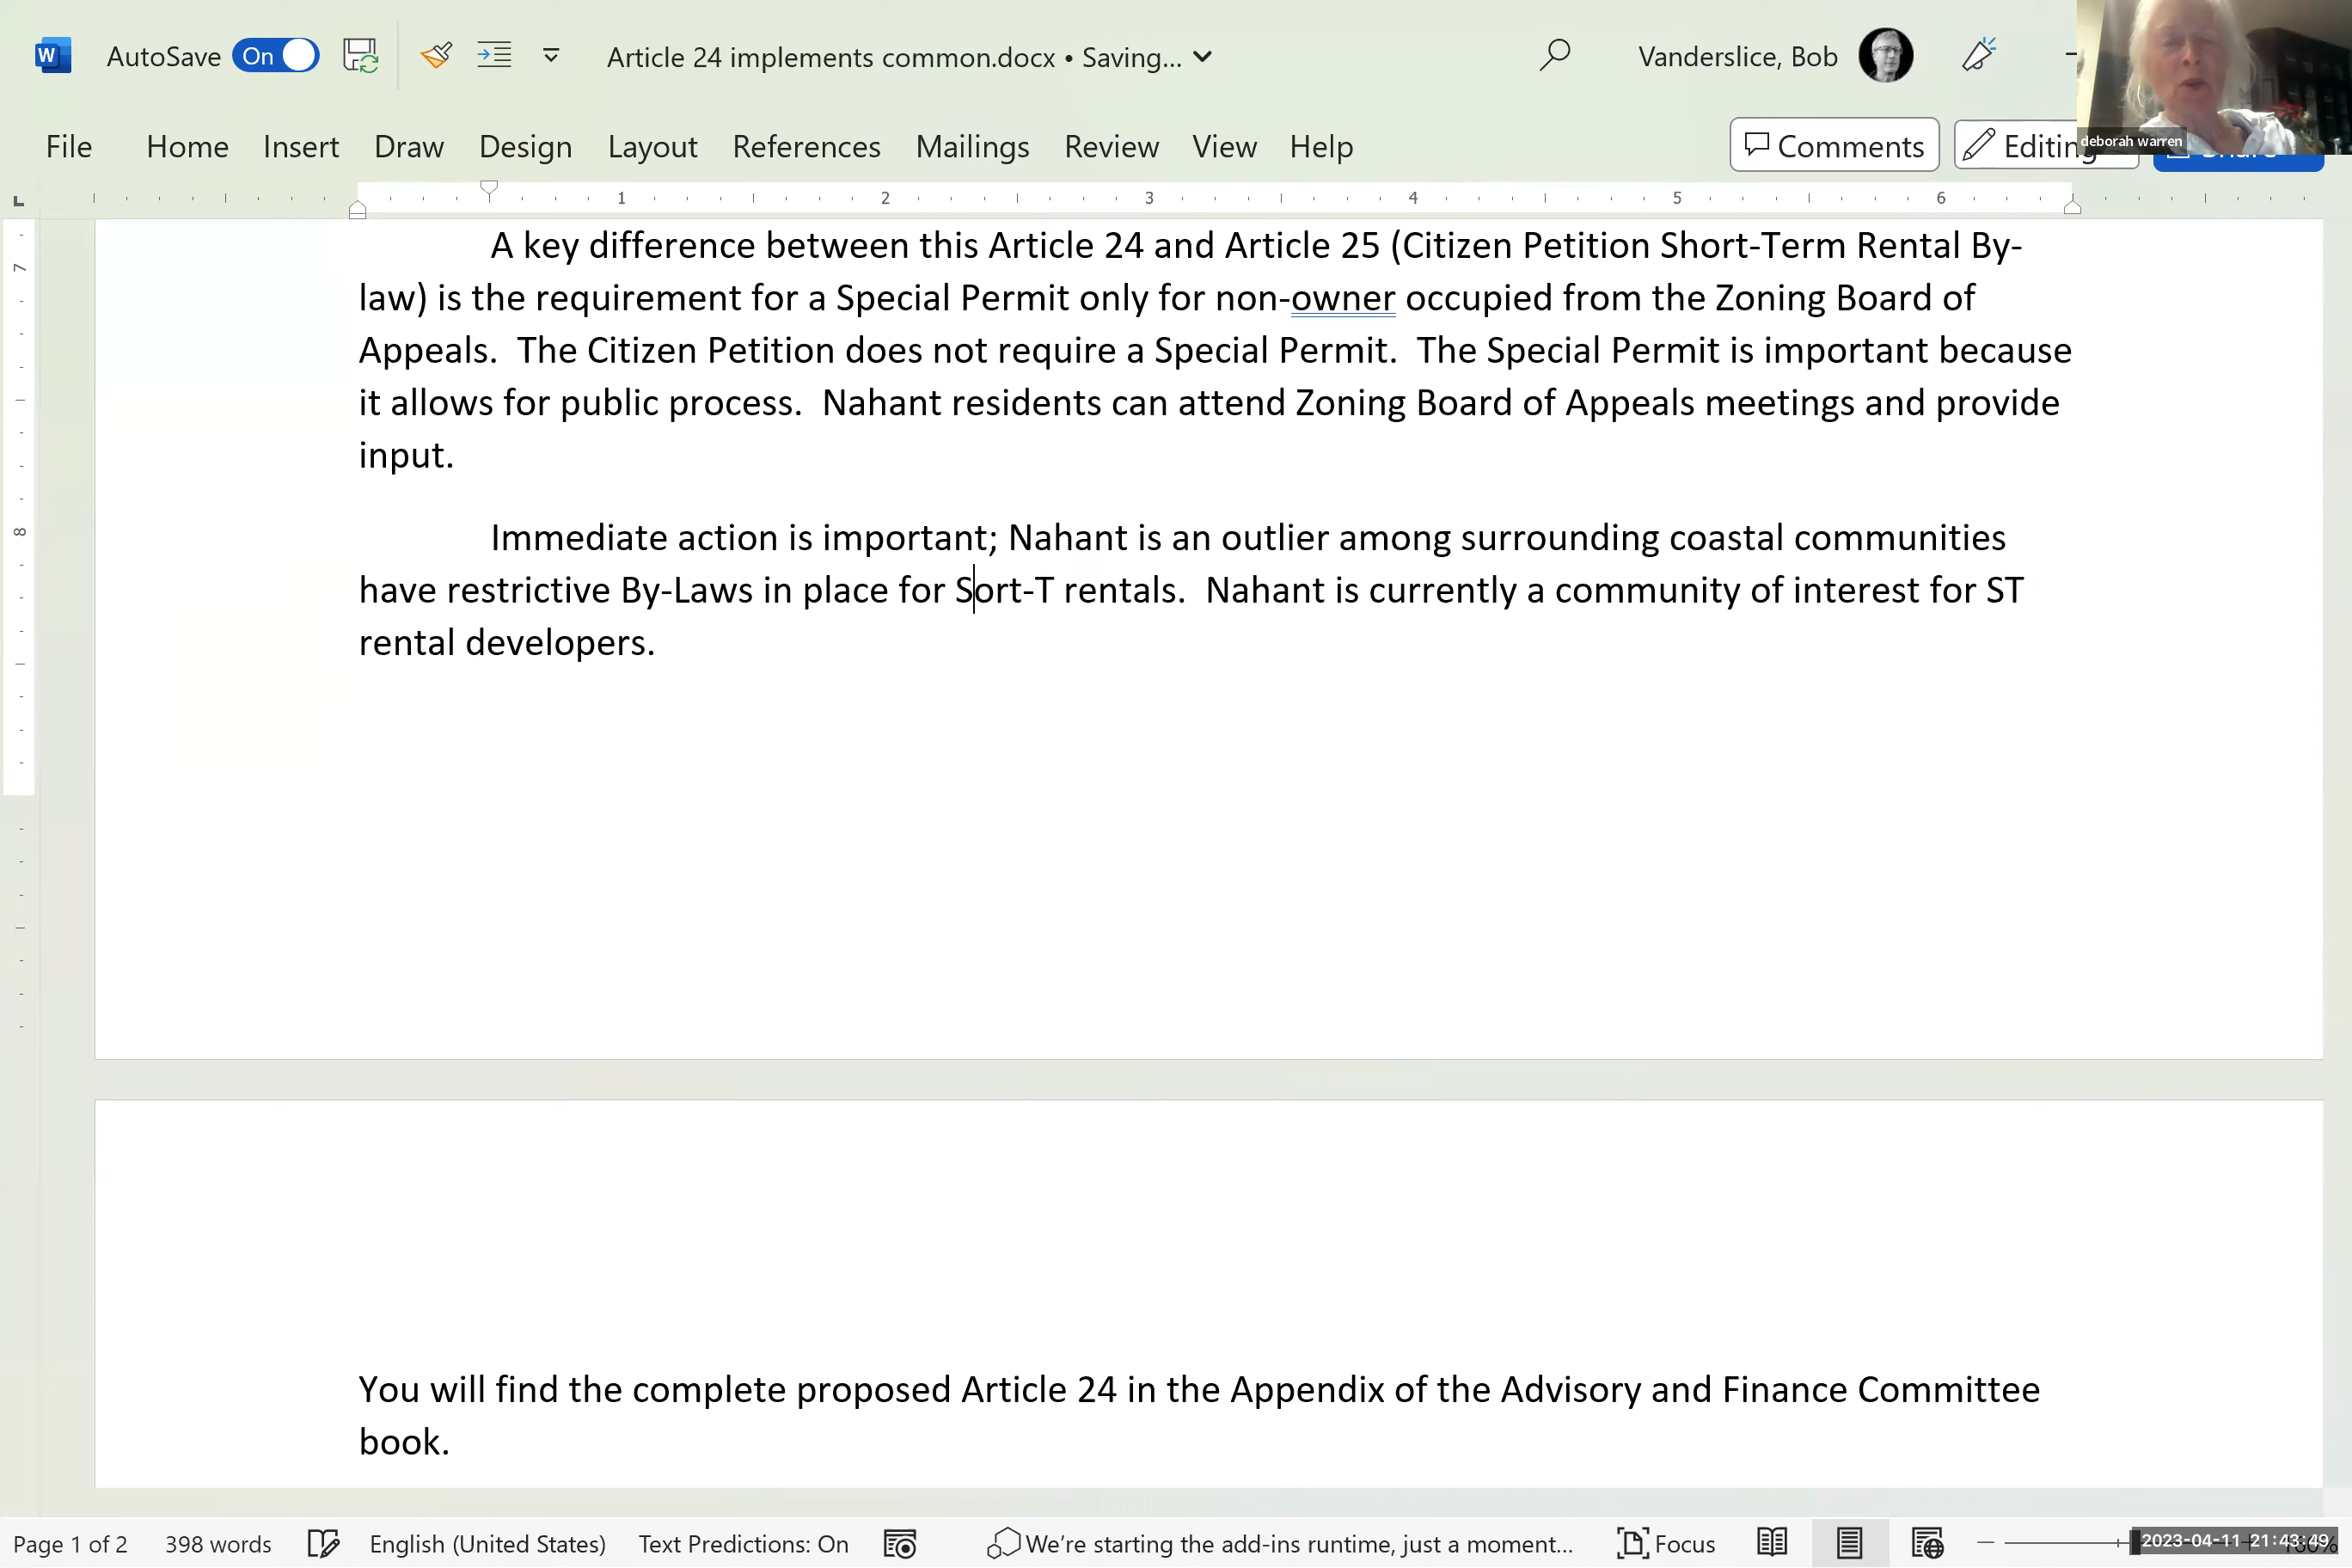 W
AutoSave On
Article 24 implements common.docx • Saving...
Vanderslice, Bob
deborah warren
File Home Insert Draw Design Layout References Mailings Review View Help
Comments
1 2 3 4 5 6
7
8
A key difference between this Article 24 and Article 25 (Citizen Petition Short-Term Rental By-
law) is the requirement for a Special Permit only for non-owner occupied from the Zoning Board of
Appeals.  The Citizen Petition does not require a Special Permit.  The Special Permit is important because
it allows for public process.  Nahant residents can attend Zoning Board of Appeals meetings and provide
input.
Immediate action is important; Nahant is an outlier among surrounding coastal communities
have restrictive By-Laws in place for Sort-T rentals.  Nahant is currently a community of interest for ST
rental developers.
You will find the complete proposed Article 24 in the Appendix of the Advisory and Finance Committee
book.
Page 1 of 2
398 words
English (United States)
Text Predictions: On
We're starting the add-ins runtime, just a moment...
Focus
2023-04-11 21:43:49